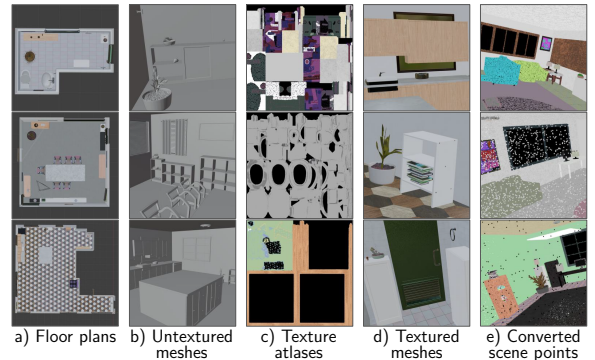 a) Floor plans
b) Untextured
meshes
c) Texture
atlases
d) Textured
meshes
e) Converted
scene points